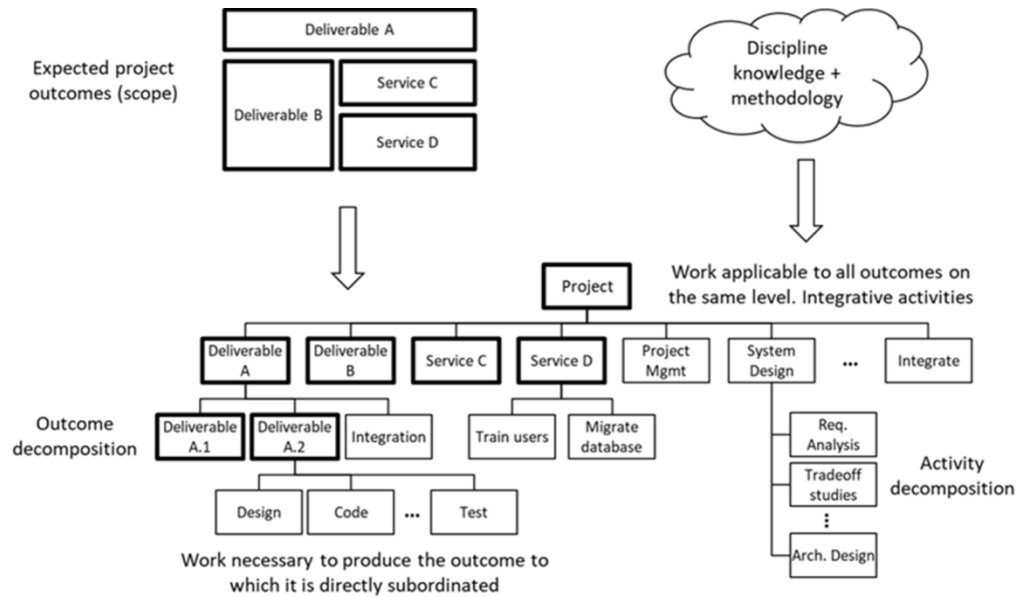 Expected project
outcomes (scope)
Deliverable A
Deliverable B
Service C
Service D
Discipline
knowledge +
methodology
Work applicable to all outcomes on
the same level. Integrative activities
Project
Deliverable
A
Deliverable
B
Service C
Service D
Project
Mgmt
System
Design
...
Integrate
Outcome
decomposition
Deliverable
A.1
Deliverable
A.2
Integration
Train users
Migrate
database
Req.
Analysis
Tradeoff
studies
...
Arch. Design
Activity
decomposition
Design
Code
...
Test
Work necessary to produce the outcome to
which it is directly subordinated